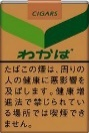 CIGARS
わかば
たばこの煙は、周りの
人の健康に悪影響を
及ぼします。健康増
進法で禁じられてい
る場所では喫煙でき
ません。